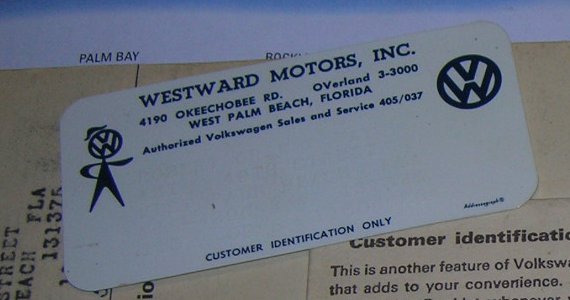 PALM BAY
WESTWARD MOTORS, INC.
4190 OKEECHOBEE RD. OVerland 3-3000
WEST PALM BEACH, FLORIDA
Authorized Volkswagen Sales and Service 405/037
Addressograph®
CUSTOMER IDENTIFICATION ONLY
STREET
EACH FLA
131375
Customer identificatio
This is another feature of Volksw
that adds to your convenience.